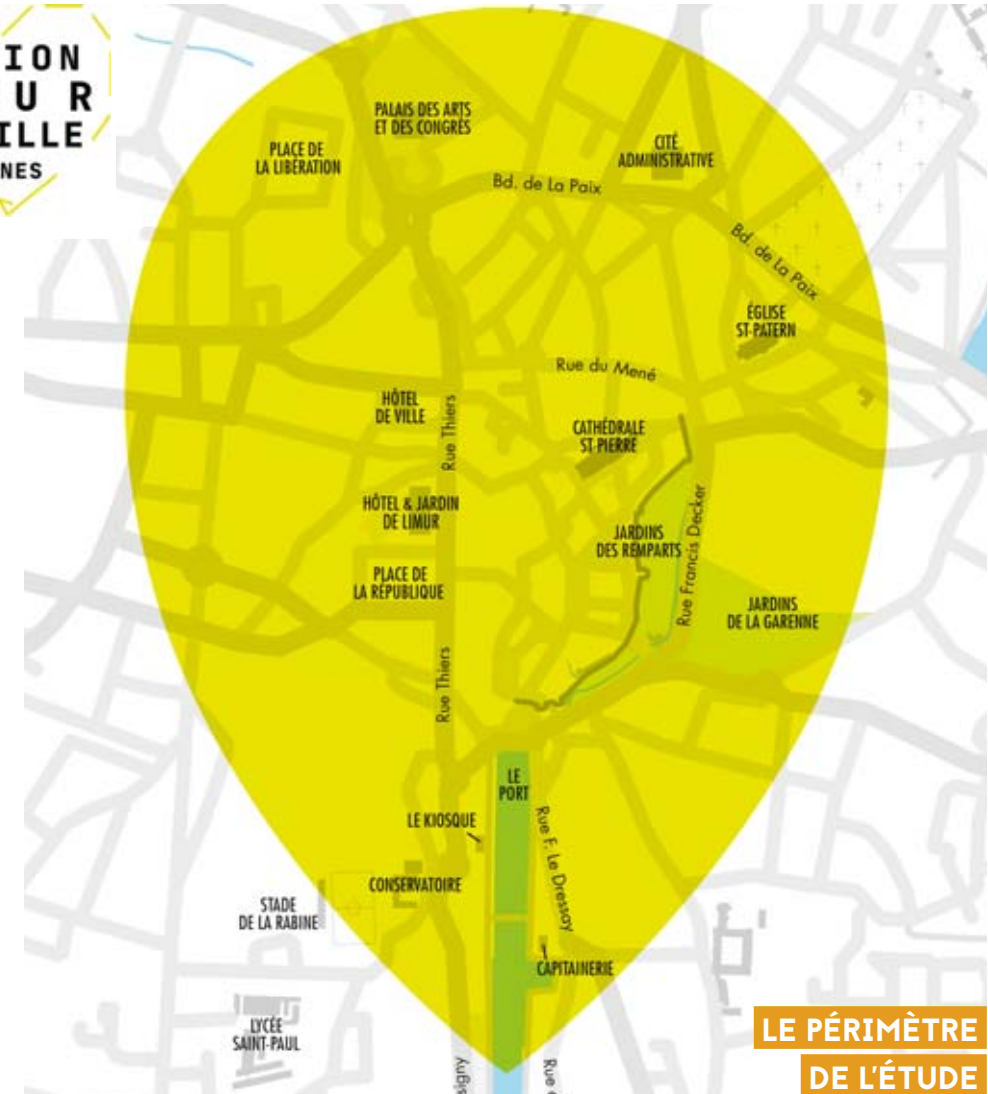 ION
U R
ILLE
NES
PALAIS DES ARTS
ET DES CONGRÈS
PLACE DE
LA LIBÉRATION
CITÉ
ADMINISTRATIVE
Bd. de La Paix
Bd. de La Paix
ÉGLISE
ST-PATERN
Rue du Mené
HÔTEL
DE VILLE
Rue Thiers
CATHÉDRALE
ST PIERRE
HÔTEL & JARDIN
DE LIMUR
JARDINS
DES REMPARTS
Rue Francis Decker
PLACE DE
LA RÉPUBLIQUE
JARDINS
DE LA GARENNE
Rue Thiers
LE
PORT
LE KIOSQUE
Rue F. Le Dressay
CONSERVATOIRE
STADE
DE LA RABINE
CAPITAINERIE
LYCÉE
SAINT-PAUL
signy
Rue
LE PÉRIMÈTRE
DE L'ÉTUDE